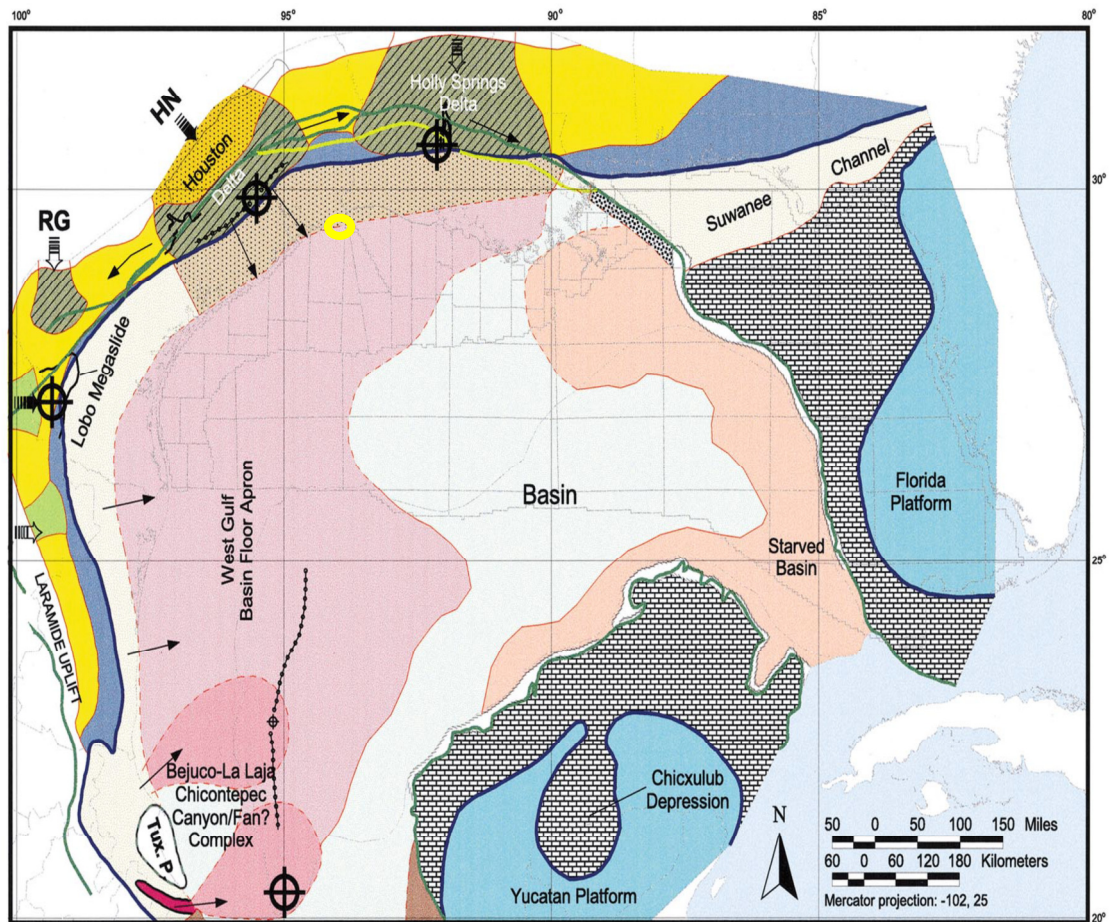 100°
95°
90°
85°
80°
HN
Houston
Delta
Holly Springs
Delta
RG
30°
Channel
Suwanee
Lobo Megaslide
West Gulf
Basin Floor Apron
Basin
Florida
Platform
Starved
Basin
25°
LARAMIDE UPLIFT
Bejuco-La Laja
Chicontepec
Canyon/Fan?
Complex
Tux. P
Chicxulub
Depression
Yucatan Platform
N
50 0 50 100 150 Miles
60 0 60 120 180 Kilometers
Mercator projection: -102, 25
20°